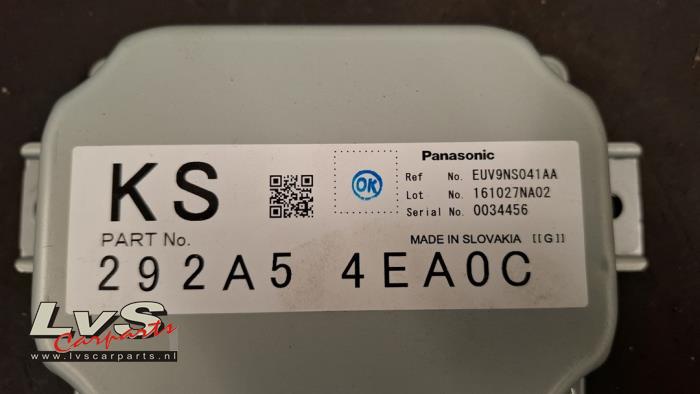 KS
OK
Panasonic
Ref No. EUV9NS041AA
Lot No. 161027NA02
Serial No. 0034456
PART No.
MADE IN SLOVAKIA [[G]]
292A5 4EA0C
LvS
Carparts
www.lvscarparts.nl